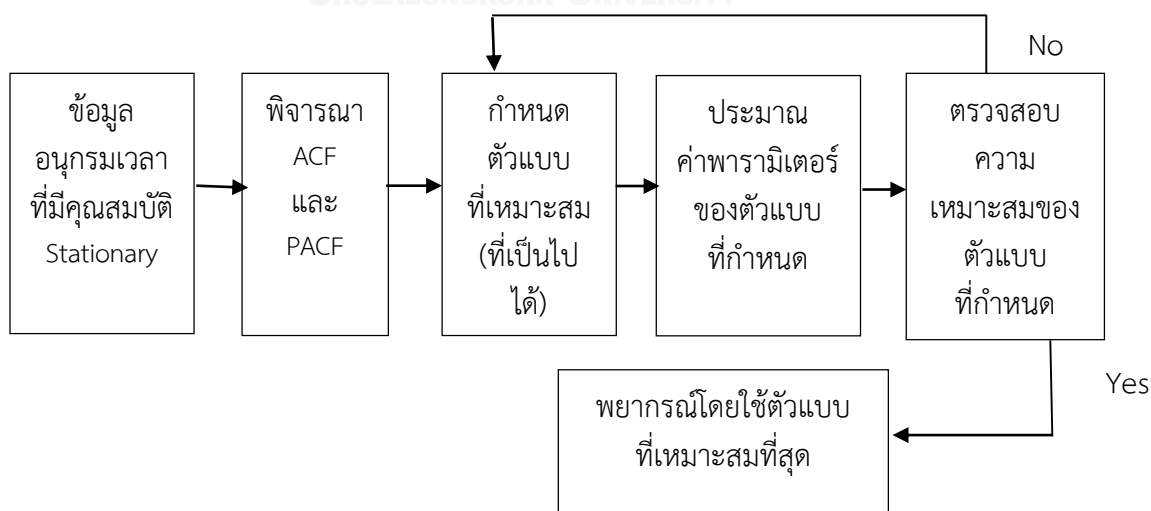 No
ข้อมูล
อนุกรมเวลา
ที่มีคุณสมบัติ
Stationary
พิจารณา
ACF
และ
PACF
กำหนด
ตัวแบบ
ที่เหมาะสม
(ที่เป็นไป
ได้)
ประมาณ
ค่าพารามิเตอร์
ของตัวแบบ
ที่กำหนด
ตรวจสอบ
ความ
เหมาะสมของ
ตัวแบบ
ที่กำหนด
Yes
พยากรณ์โดยใช้ตัวแบบ
ที่เหมาะสมที่สุด